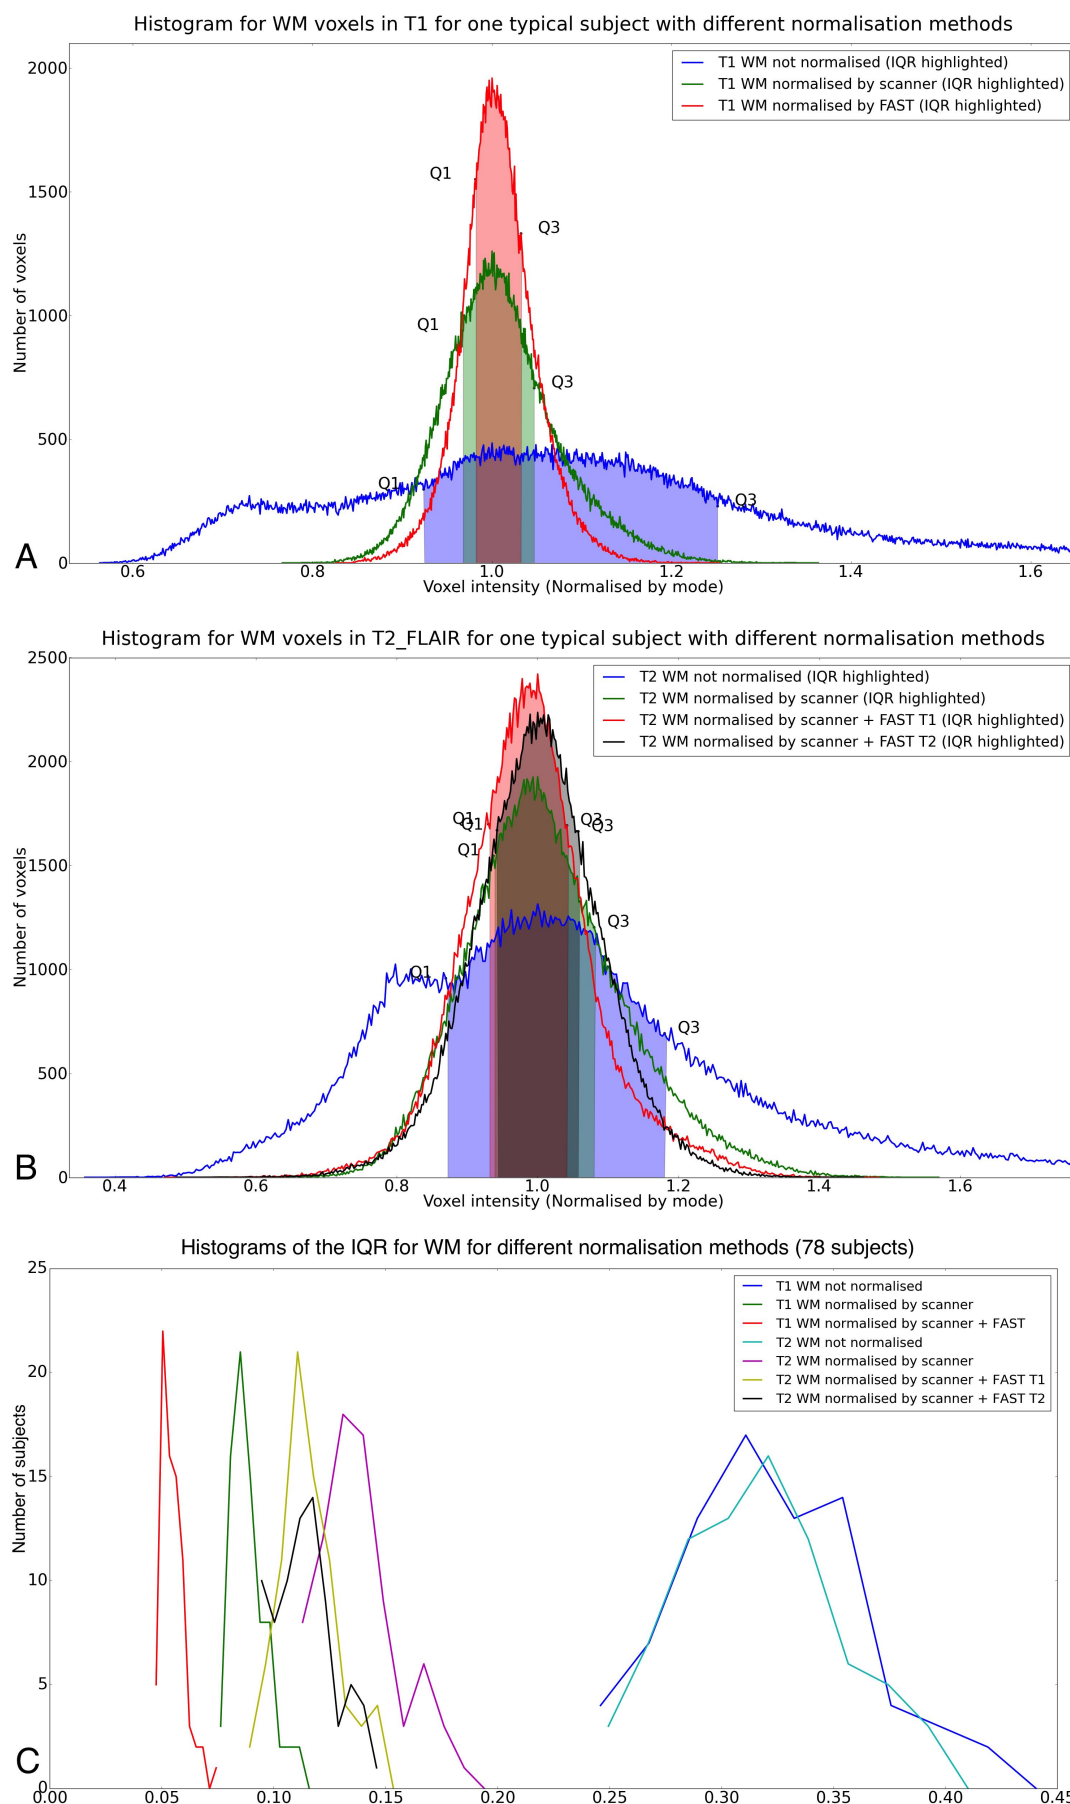 Histogram for WM voxels in T1 for one typical subject with different normalisation methods
2000
1500
1000
500
0
Number of voxels
T1 WM not normalised (IQR highlighted)
T1 WM normalised by scanner (IQR highlighted)
T1 WM normalised by FAST (IQR highlighted)
Q1
Q3
Q1
Q3
Q1
Q3
A
0.6 0.8 1.0 1.2 1.4 1.6
Voxel intensity (Normalised by mode)
Histogram for WM voxels in T2_FLAIR for one typical subject with different normalisation methods
2500
2000
1500
1000
500
0
Number of voxels
T2 WM not normalised (IQR highlighted)
T2 WM normalised by scanner (IQR highlighted)
T2 WM normalised by scanner + FAST T1 (IQR highlighted)
T2 WM normalised by scanner + FAST T2 (IQR highlighted)
Q1
Q1
Q3
Q3
Q1
Q3
Q1
Q3
B
0.4 0.6 0.8 1.0 1.2 1.4 1.6
Voxel intensity (Normalised by mode)
Histograms of the IQR for WM for different normalisation methods (78 subjects)
25
20
15
10
5
0
Number of subjects
T1 WM not normalised
T1 WM normalised by scanner
T1 WM normalised by scanner + FAST
T2 WM not normalised
T2 WM normalised by scanner
T2 WM normalised by scanner + FAST T1
T2 WM normalised by scanner + FAST T2
C
0.00 0.05 0.10 0.15 0.20 0.25 0.30 0.35 0.40 0.45